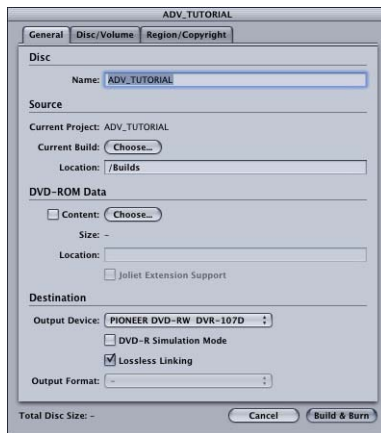 ADV_TUTORIAL
General Disc/Volume Region/Copyright
Disc
Name: ADV_TUTORIAL
Source
Current Project: ADV_TUTORIAL
Current Build: Choose...
Location: /Builds
DVD-ROM Data
Content: Choose...
Size: –
Location:
Joliet Extension Support
Destination
Output Device: PIONEER DVD-RW DVR-107D
DVD-R Simulation Mode
Lossless Linking
Output Format: –
Total Disc Size: – Cancel Build & Burn